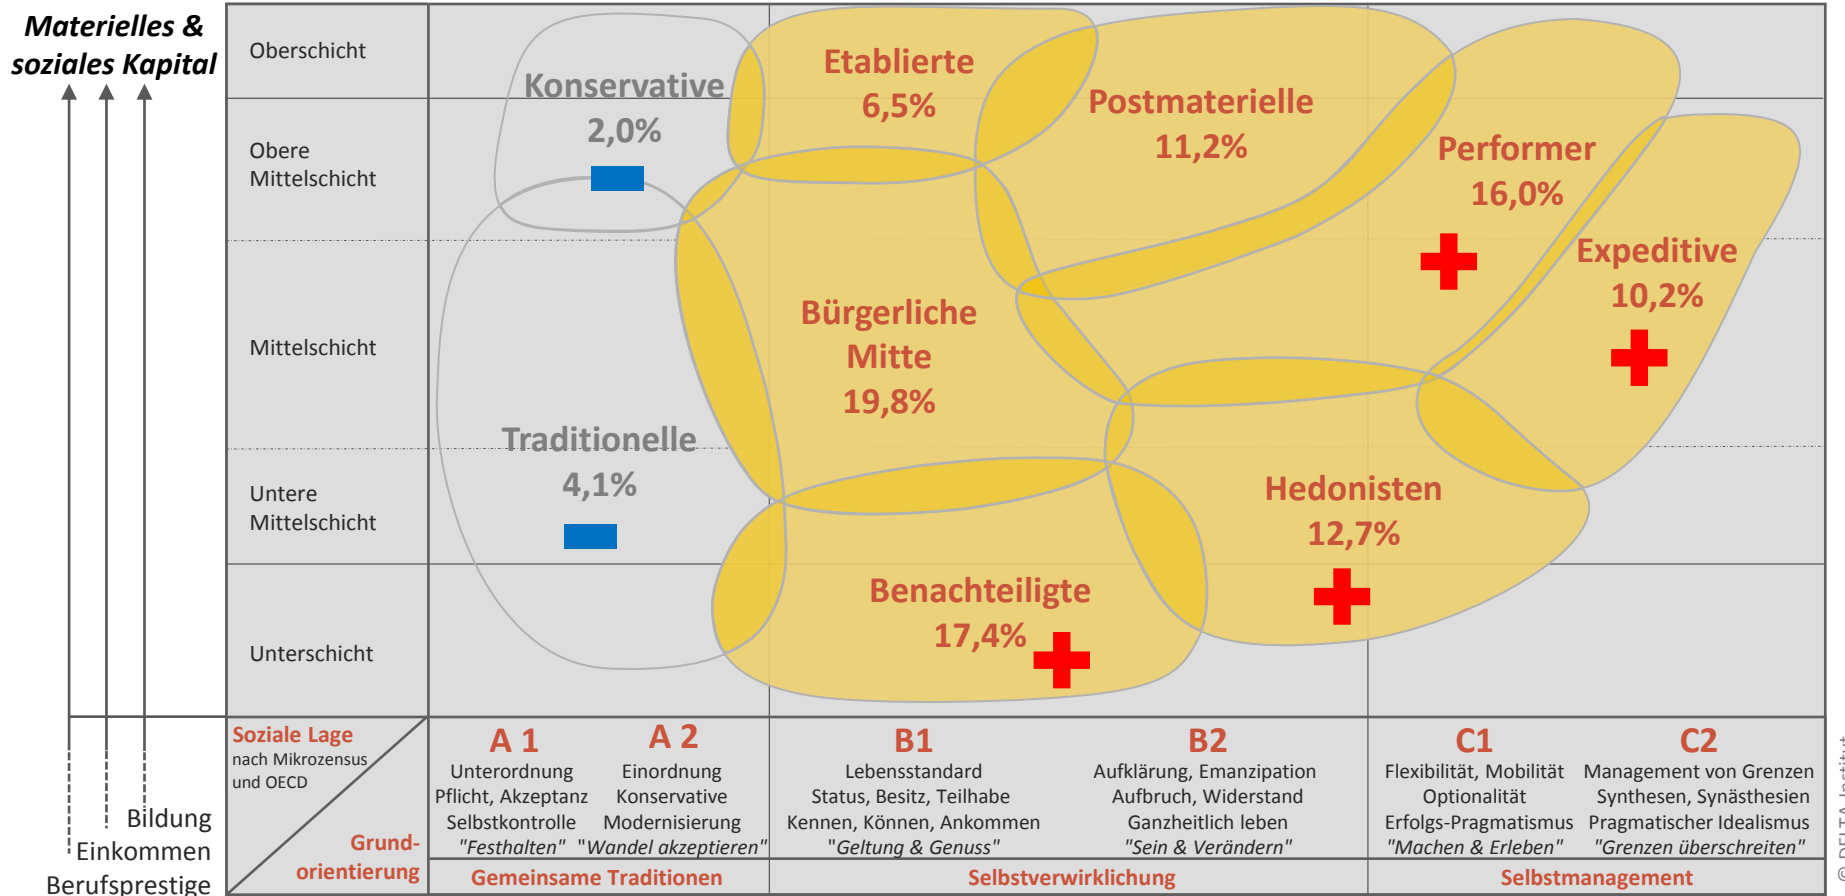 Materielles &
soziales Kapital
Oberschicht
Obere
Mittelschicht
Mittelschicht
Untere
Mittelschicht
Unterschicht
Konservative
2,0%
Etablierte
6,5%
Postmaterielle
11,2%
Performer
16,0%
Expeditive
10,2%
Bürgerliche
Mitte
19,8%
Traditionelle
4,1%
Hedonisten
12,7%
Benachteiligte
17,4%
Soziale Lage
nach Mikrozensus
und OECD
Grund-
orientierung
Bildung
Einkommen
Berufsprestige
A 1
Unterordnung
Pflicht, Akzeptanz
Selbstkontrolle
"Festhalten"
A 2
Einordnung
Konservative
Modernisierung
"Wandel akzeptieren"
B1
Lebensstandard
Status, Besitz, Teilhabe
Kennen, Können, Ankommen
"Geltung & Genuss"
B2
Aufklärung, Emanzipation
Aufbruch, Widerstand
Ganzheitlich leben
"Sein & Verändern"
C1
Flexibilität, Mobilität
Optionalität
Erfolgs-Pragmatismus
"Machen & Erleben"
C2
Management von Grenzen
Synthesen, Synästhesien
Pragmatischer Idealismus
"Grenzen überschreiten"
Gemeinsame Traditionen
Selbstverwirklichung
Selbstmanagement
© DELTA-Institut